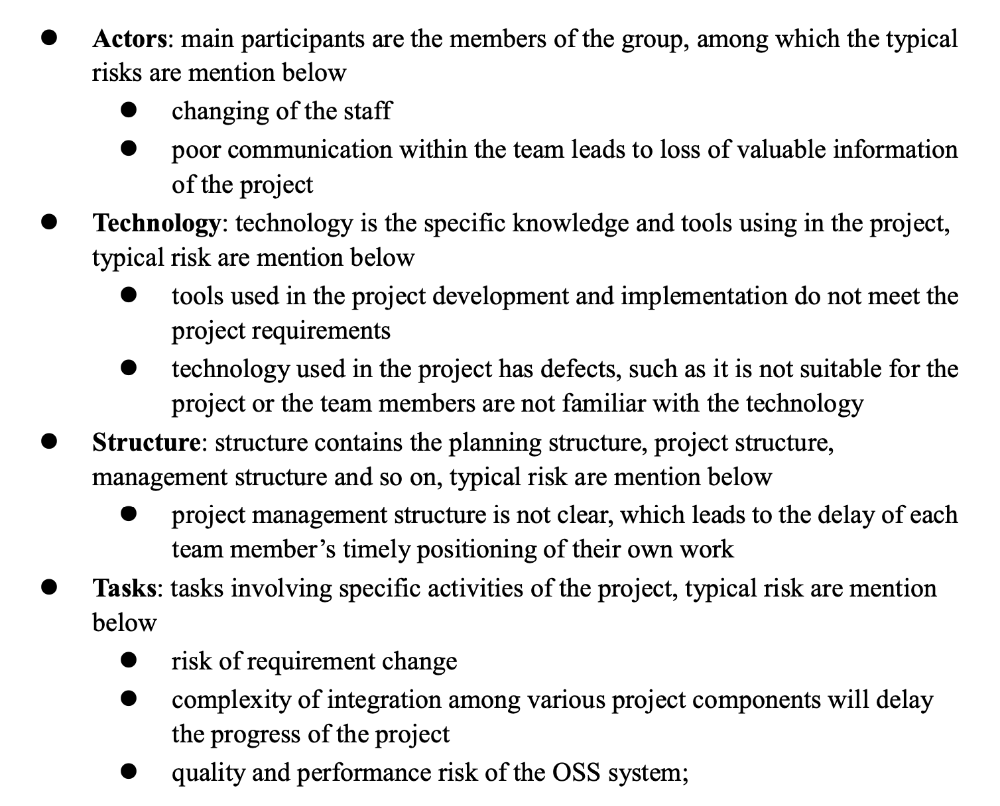 ● Actors: main participants are the members of the group, among which the typical
risks are mention below
● changing of the staff
● poor communication within the team leads to loss of valuable information
of the project
● Technology: technology is the specific knowledge and tools using in the project,
typical risk are mention below
● tools used in the project development and implementation do not meet the
project requirements
● technology used in the project has defects, such as it is not suitable for the
project or the team members are not familiar with the technology
● Structure: structure contains the planning structure, project structure,
management structure and so on, typical risk are mention below
● project management structure is not clear, which leads to the delay of each
team member’s timely positioning of their own work
● Tasks: tasks involving specific activities of the project, typical risk are mention
below
● risk of requirement change
● complexity of integration among various project components will delay
the progress of the project
● quality and performance risk of the OSS system;